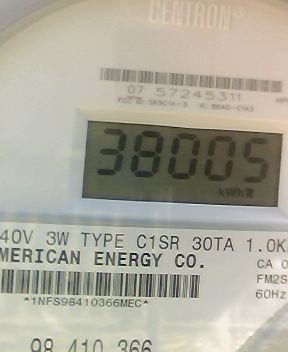 CENTRON®
07 57245311
38005
kWh
40V 3W TYPE C1SR 30TA 1.0K
MERICAN ENERGY CO.
CA 0
FM2S
60Hz
*1NFS98410366MEC*
98 410 366